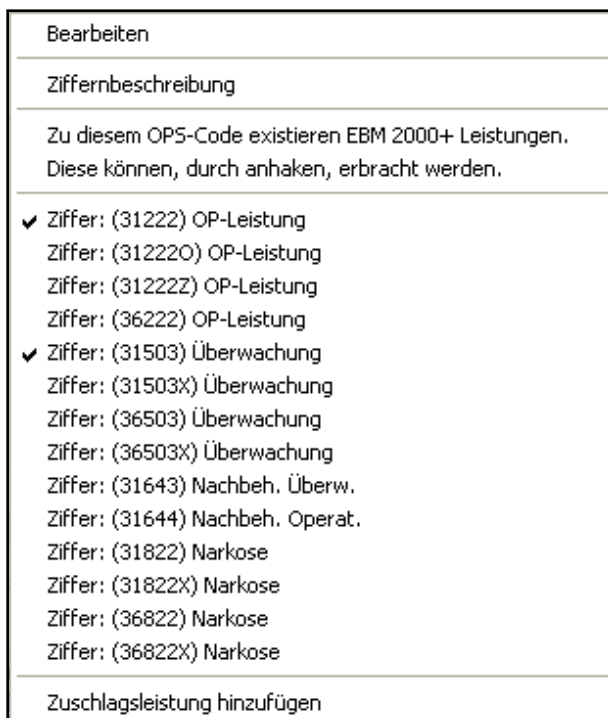 Bearbeiten
Ziffernbeschreibung
Zu diesem OPS-Code existieren EBM 2000+ Leistungen.
Diese können, durch anhaken, erbracht werden.
Ziffer: (31222) OP-Leistung
Ziffer: (31222O) OP-Leistung
Ziffer: (31222Z) OP-Leistung
Ziffer: (36222) OP-Leistung
Ziffer: (31503) Überwachung
Ziffer: (31503X) Überwachung
Ziffer: (36503) Überwachung
Ziffer: (36503X) Überwachung
Ziffer: (31643) Nachbeh. Überw.
Ziffer: (31644) Nachbeh. Operat.
Ziffer: (31822) Narkose
Ziffer: (31822X) Narkose
Ziffer: (36822) Narkose
Ziffer: (36822X) Narkose
Zuschlagsleistung hinzufügen